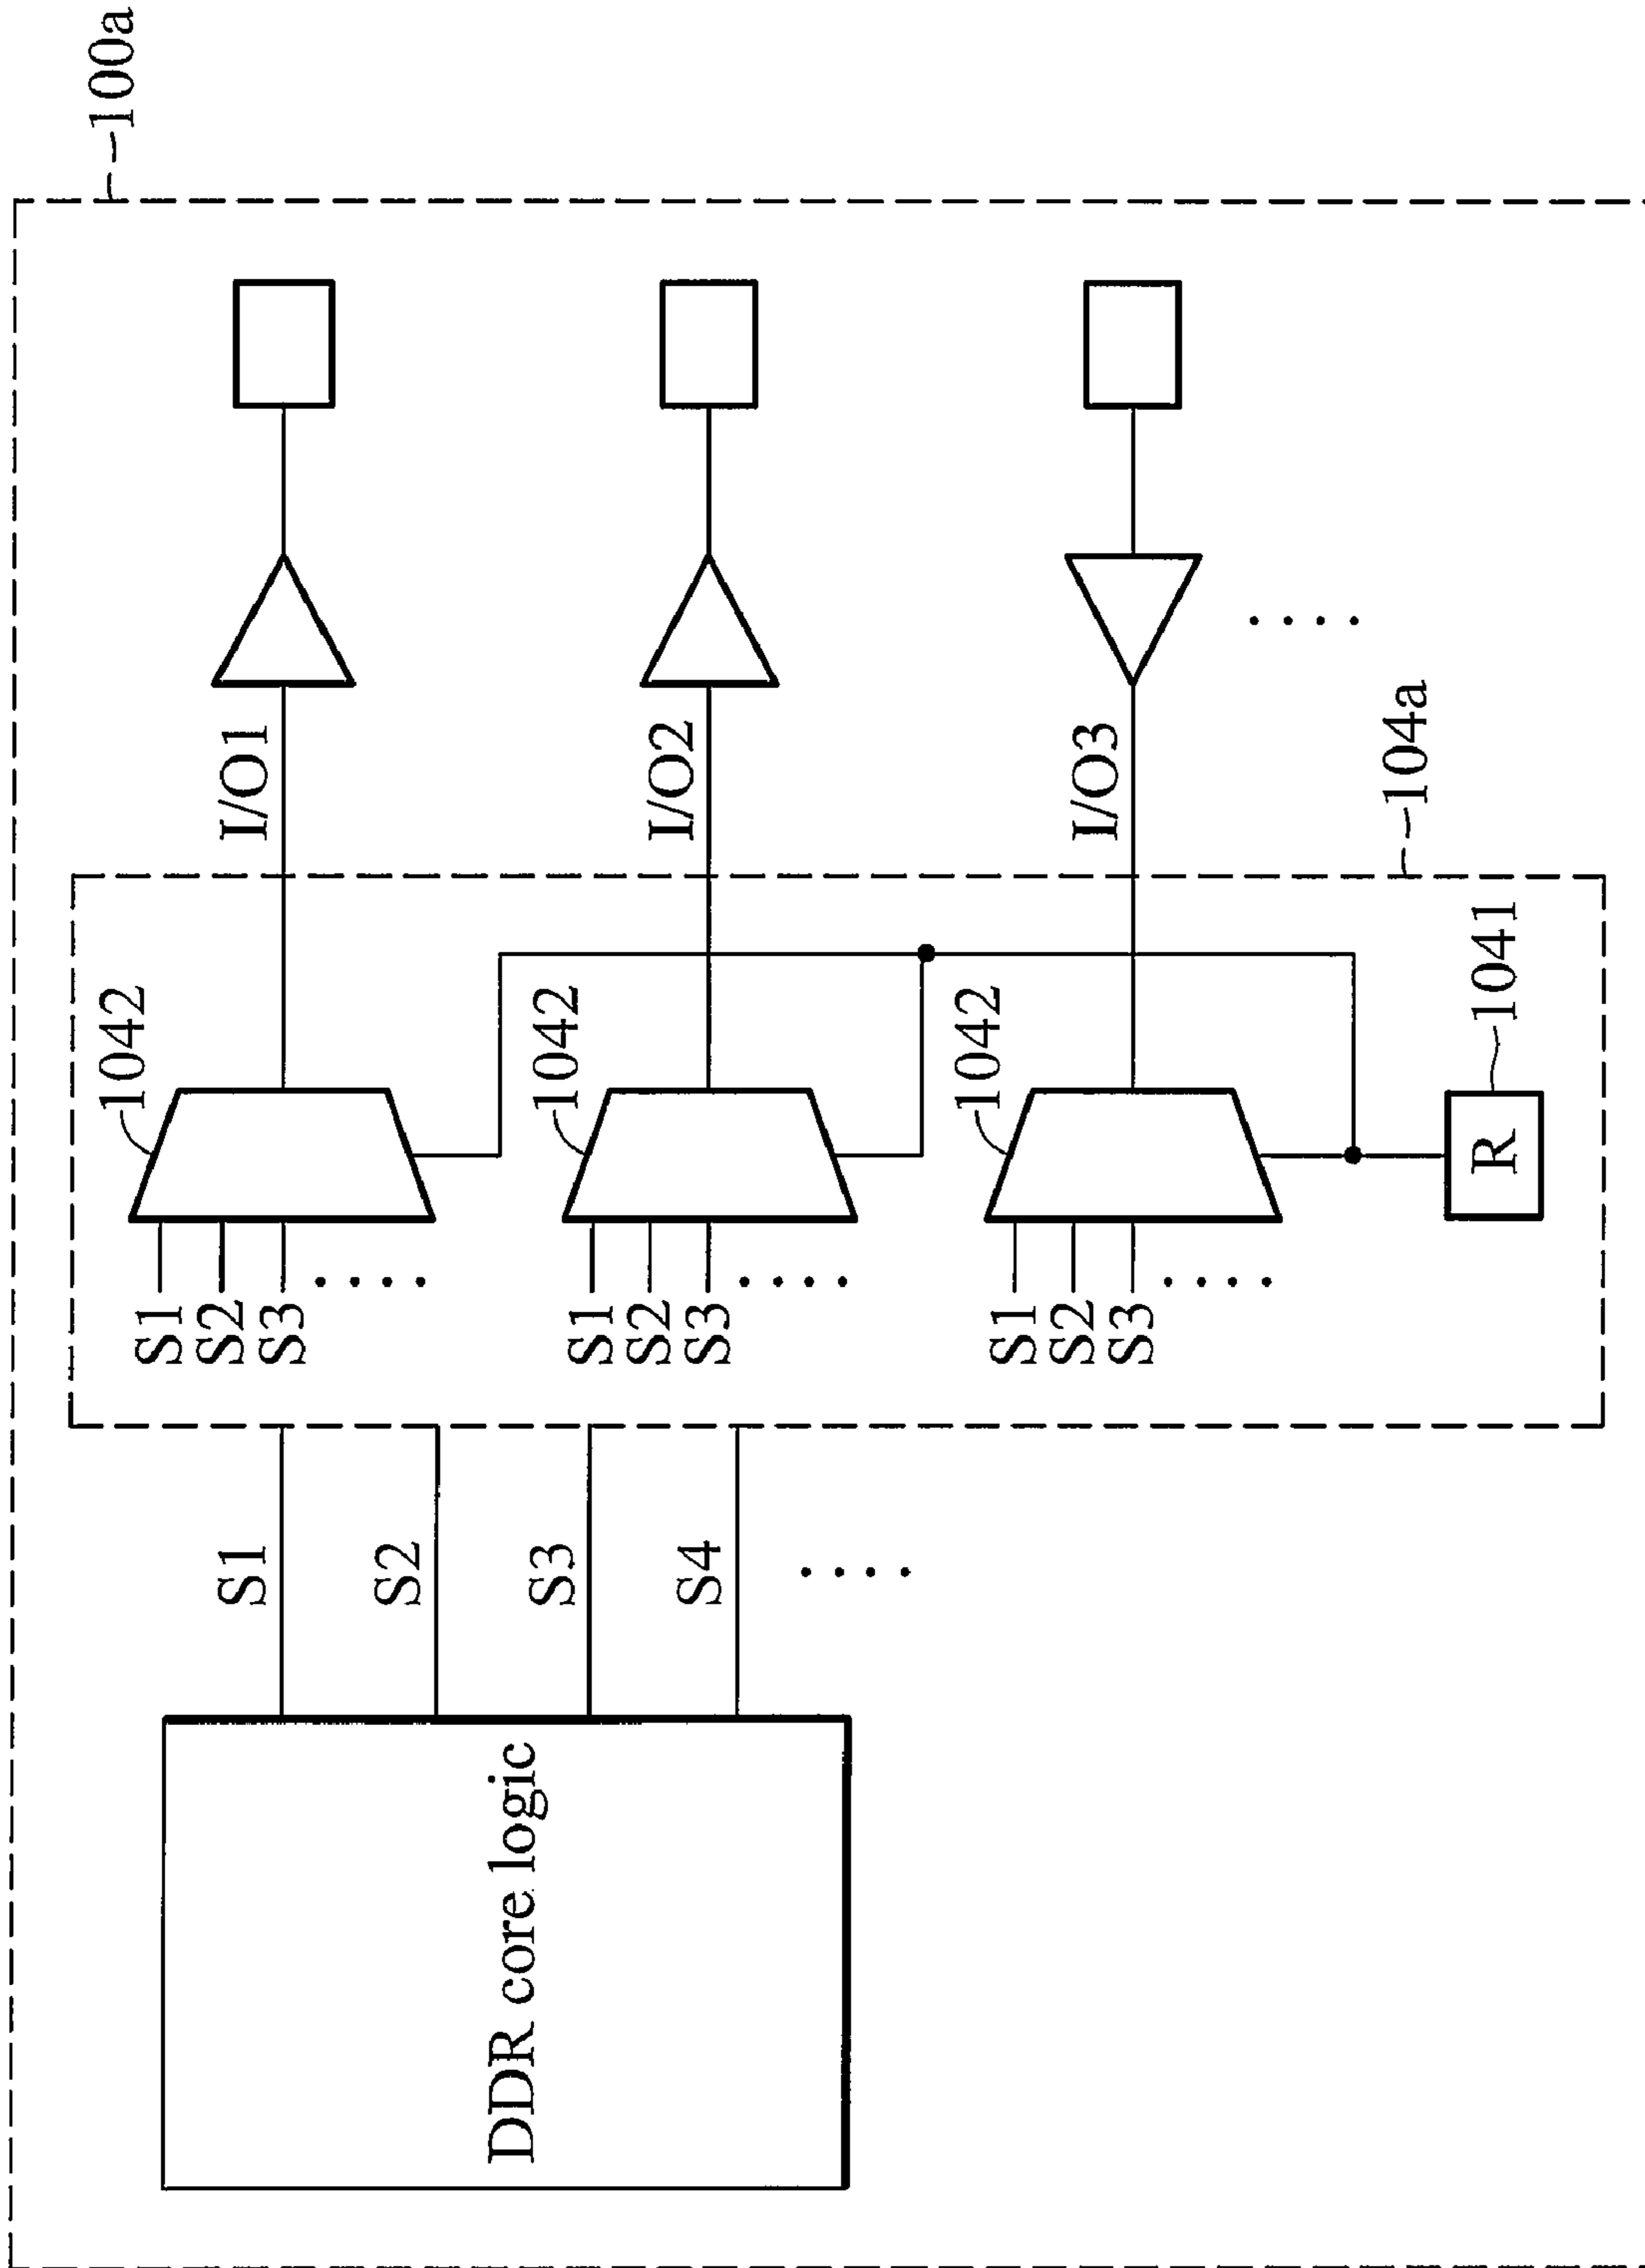 100a
DDR core logic
S1
S2
S3
S4
104a
1042
S1
S2
S3
I/O1
1042
S1
S2
S3
I/O2
1042
S1
S2
S3
I/O3
R
1041